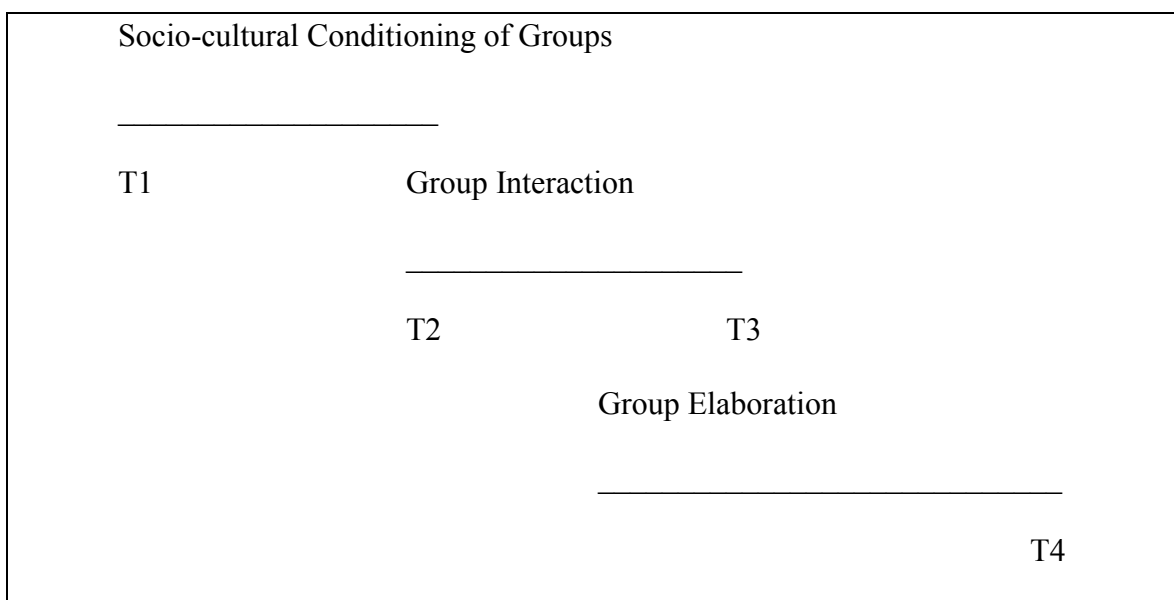 Socio-cultural Conditioning of Groups
T1 Group Interaction
T2 T3
Group Elaboration
T4